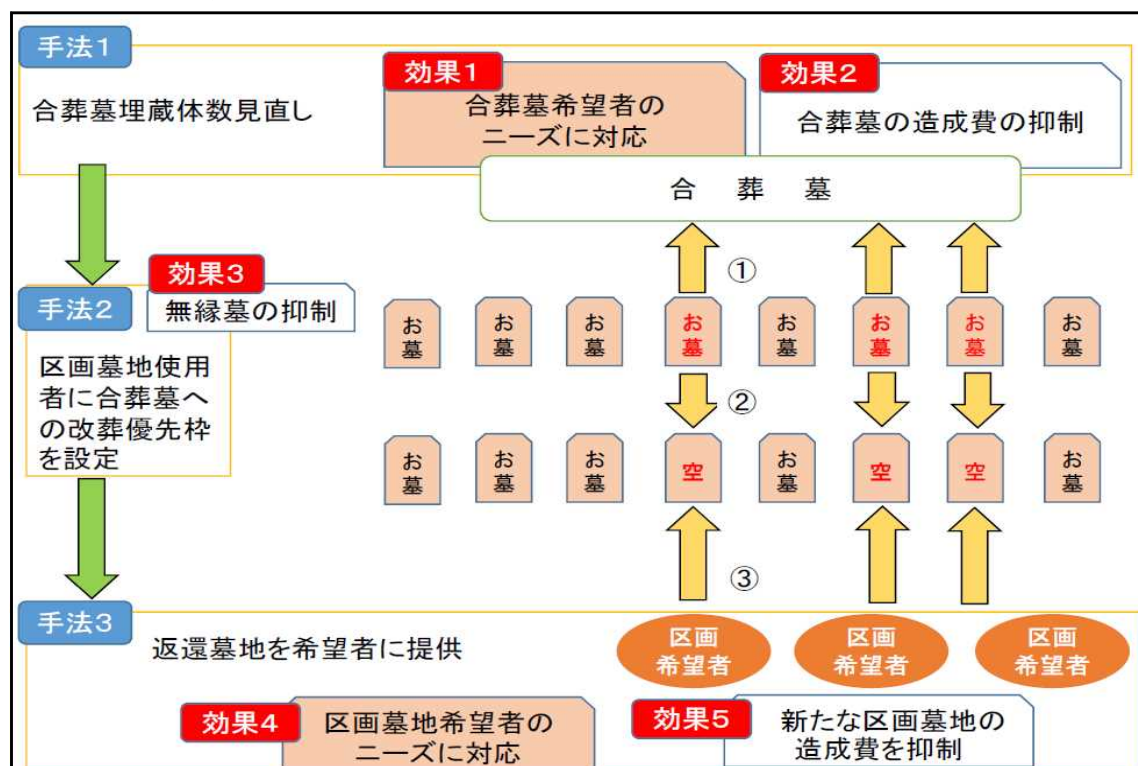 手法1
合葬墓埋蔵体数見直し
効果1
合葬墓希望者の
ニーズに対応
効果2
合葬墓の造成費の抑制
合葬墓
①
手法2
効果3
無縁墓の抑制
区画墓地使用
者に合葬墓へ
の改葬優先枠
を設定
お墓
お墓
お墓
お墓
お墓
お墓
お墓
お墓
②
お墓
お墓
お墓
空
お墓
空
空
お墓
③
手法3
返還墓地を希望者に提供
区画
希望者
区画
希望者
区画
希望者
効果4
区画墓地希望者の
ニーズに対応
効果5
新たな区画墓地の
造成費を抑制